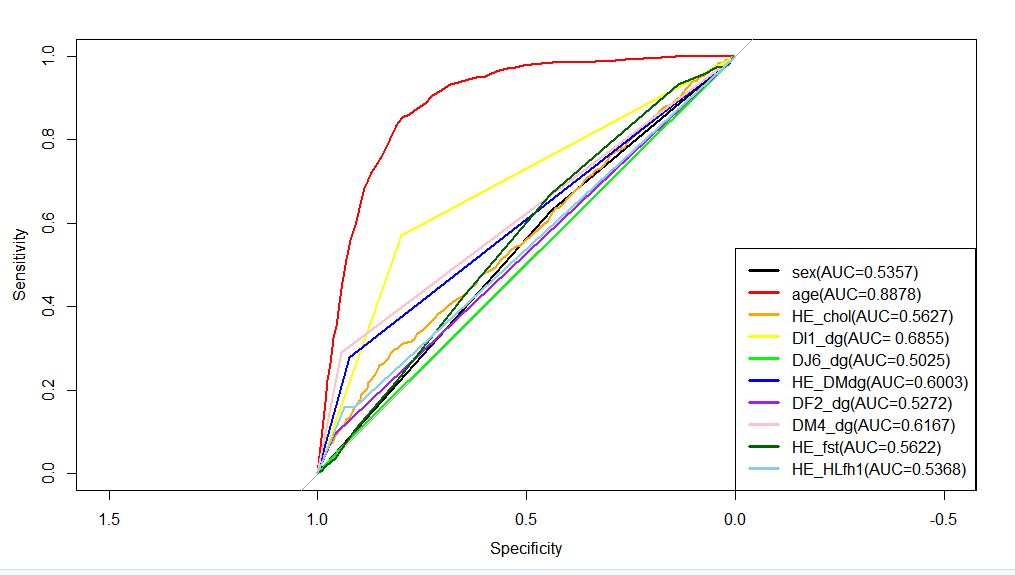 1.0
0.8
0.6
0.4
0.2
0.0
Sensitivity
sex(AUC=0.5357)
age(AUC=0.8878)
HE_chol(AUC=0.5627)
DI1_dg(AUC= 0.6855)
DJ6_dg(AUC=0.5025)
HE_DMdg(AUC=0.6003)
DF2_dg(AUC=0.5272)
DM4_dg(AUC=0.6167)
HE_fst(AUC=0.5622)
HE_HLfh1(AUC=0.5368)
1.5 1.0 0.5 0.0 -0.5
Specificity